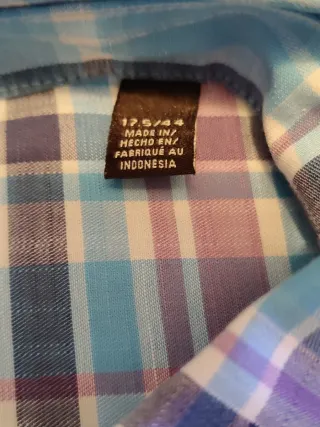 17.5/44
MADE IN/
HECHO EN/
FABRIQUÉ AU
INDONESIA